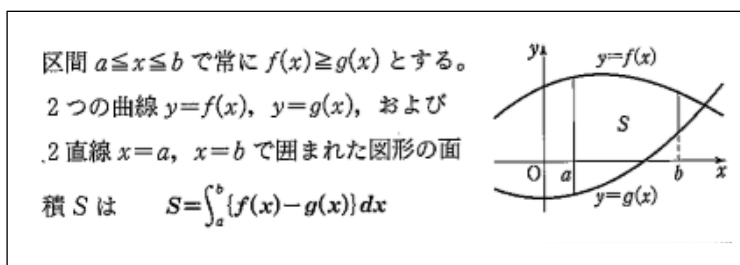 区間 a≦x≦b で常に f(x)≧g(x) とする。
2つの曲線 y=f(x), y=g(x), および
2直線 x=a, x=b で囲まれた図形の面
積 S は S=∫_a^b{f(x)-g(x)}dx
y
y=f(x)
S
O a b x
y=g(x)